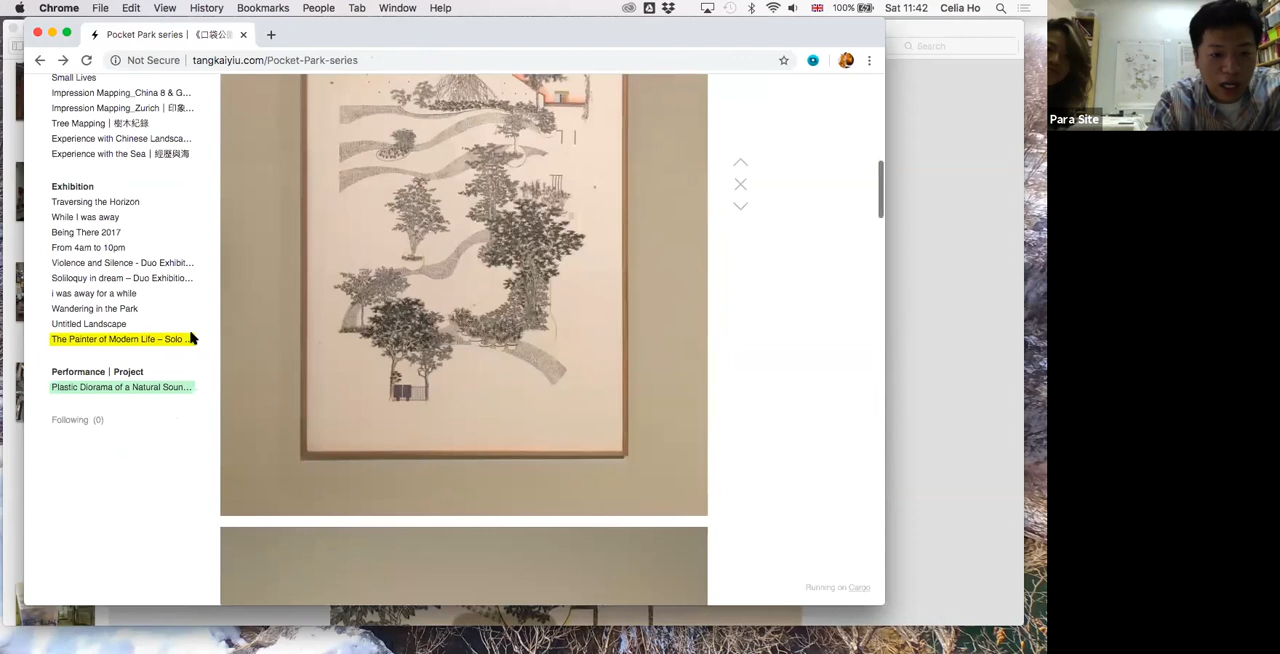 Chrome File Edit View History Bookmarks People Tab Window Help 100% Sat 11:42 Celia Ho
Pocket Park series | 《口袋公園
Search
Not Secure tangkaiyiu.com/Pocket-Park-series
Small Lives
Impression Mapping_China 8 & G...
Impression Mapping_Zurich | 印象...
Tree Mapping | 樹木紀錄
Experience with Chinese Landsca...
Experience with the Sea | 經歷與海
Exhibition
Traversing the Horizon
While I was away
Being There 2017
From 4am to 10pm
Violence and Silence - Duo Exhibit...
Soliloquy in dream – Duo Exhibitio...
i was away for a while
Wandering in the Park
Untitled Landscape
The Painter of Modern Life – Solo ...
Performance | Project
Plastic Diorama of a Natural Soun...
Following (0)
Running on Cargo
Para Site